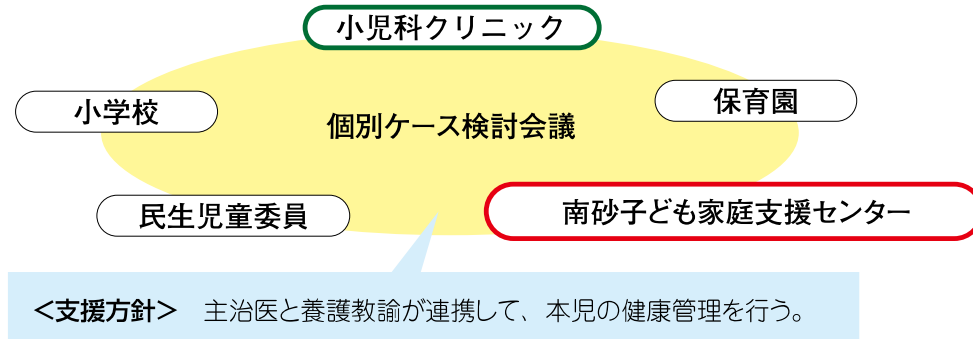 小児科クリニック
小学校
保育園
個別ケース検討会議
民生児童委員
南砂子ども家庭支援センター
＜支援方針＞　主治医と養護教諭が連携して、本児の健康管理を行う。